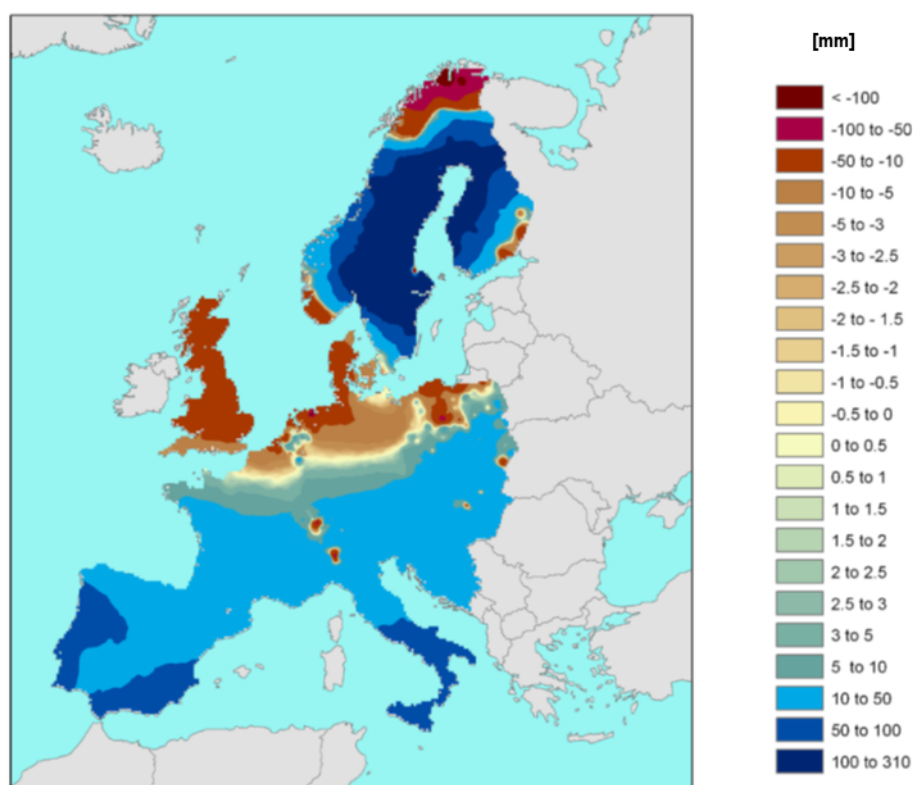 [mm]
< -100
-100 to -50
-50 to -10
-10 to -5
-5 to -3
-3 to -2.5
-2.5 to -2
-2 to - 1.5
-1.5 to -1
-1 to -0.5
-0.5 to 0
0 to 0.5
0.5 to 1
1 to 1.5
1.5 to 2
2 to 2.5
2.5 to 3
3 to 5
5 to 10
10 to 50
50 to 100
100 to 310